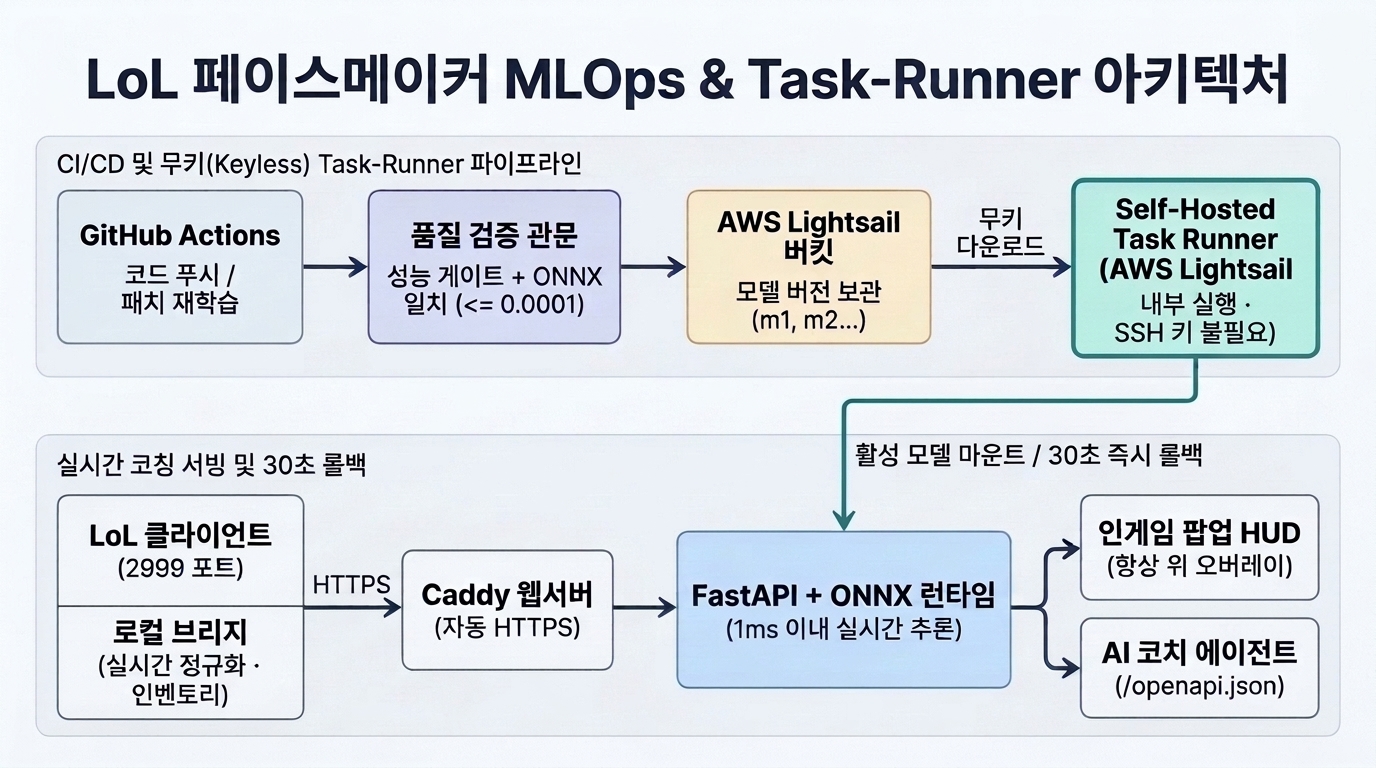 LoL 페이스메이커 MLOps & Task-Runner 아키텍처
CI/CD 및 무키(Keyless) Task-Runner 파이프라인
GitHub Actions
코드 푸시 /
패치 재학습
품질 검증 관문
성능 게이트 + ONNX
일치 (<= 0.0001)
AWS Lightsail
버킷
모델 버전 보관
(m1, m2...)
무키
다운로드
Self-Hosted
Task Runner
(AWS Lightsail
내부 실행 ·
SSH 키 불필요)
활성 모델 마운트 / 30초 즉시 롤백
실시간 코칭 서빙 및 30초 롤백
LoL 클라이언트
(2999 포트)
로컬 브리지
(실시간 정규화 ·
인벤토리)
HTTPS
Caddy 웹서버
(자동 HTTPS)
FastAPI + ONNX 런타임
(1ms 이내 실시간 추론)
인게임 팝업 HUD
(항상 위 오버레이)
AI 코치 에이전트
(/openapi.json)